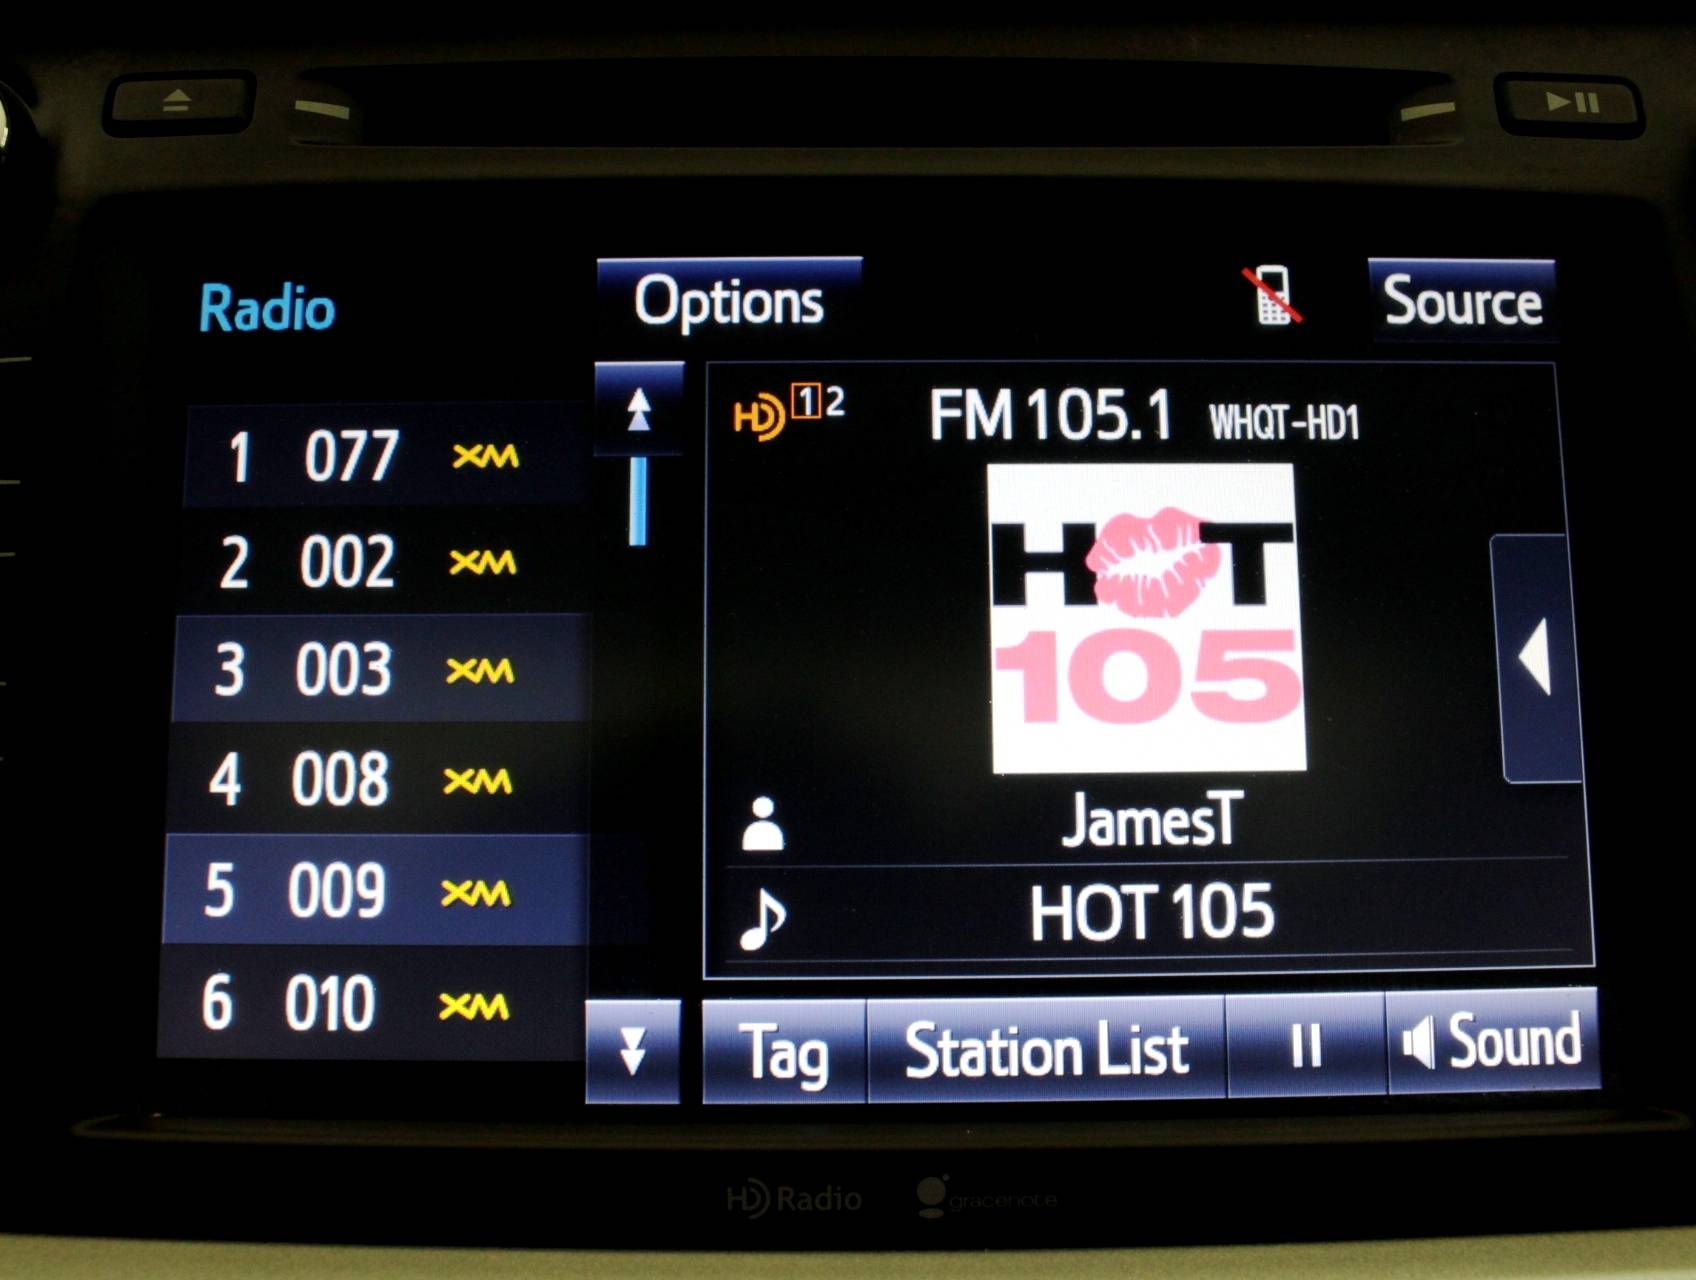 Radio
Options
Source
1 077 XM
2 002 XM
3 003 XM
4 008 XM
5 009 XM
6 010 XM
HD 1 2
FM 105.1 WHQT-HD1
HOT
105
JamesT
HOT 105
Tag
Station List
Sound
HD Radio
gracenote